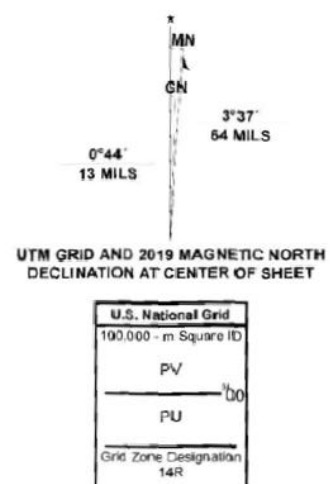 MN
GN
3°37´
64 MILS
0°44´
13 MILS
UTM GRID AND 2019 MAGNETIC NORTH
DECLINATION AT CENTER OF SHEET
U.S. National Grid
100,000 - m Square ID
PV
PU
Grid Zone Designation
14R